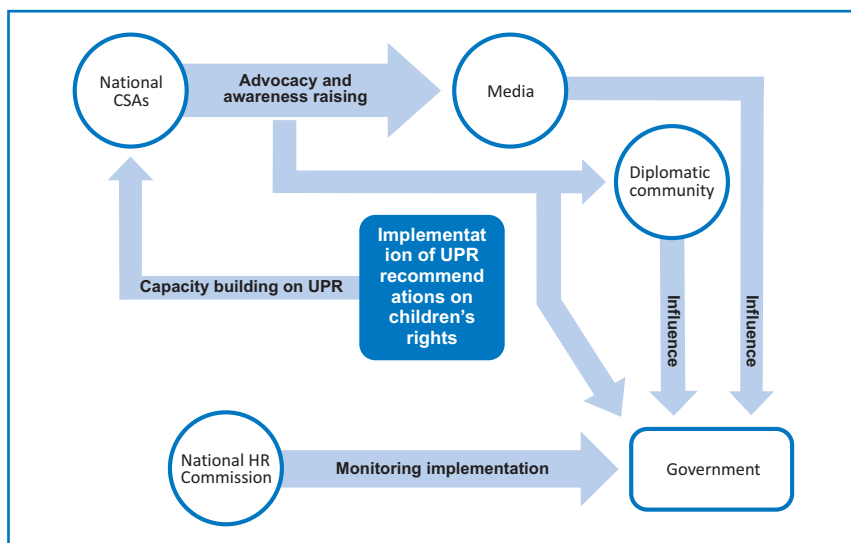 National
CSAs
Advocacy and
awareness raising
Media
Diplomatic
community
Implementat
ion of UPR
recommend
ations on
children’s
rights
Capacity building on UPR
Influence
Influence
National HR
Commission
Monitoring implementation
Government